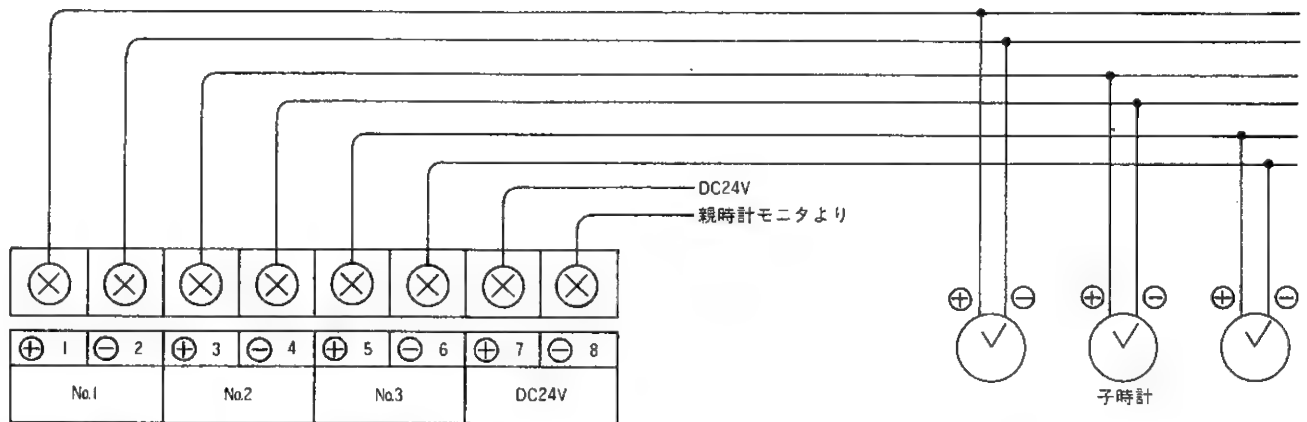 DC24V
親時計モニタより
⊕ 1 ⊖ 2 ⊕ 3 ⊖ 4 ⊕ 5 ⊖ 6 ⊕ 7 ⊖ 8
No.1 No.2 No.3 DC24V
⊕ ⊖ ⊕ ⊖ ⊕ ⊖
子時計